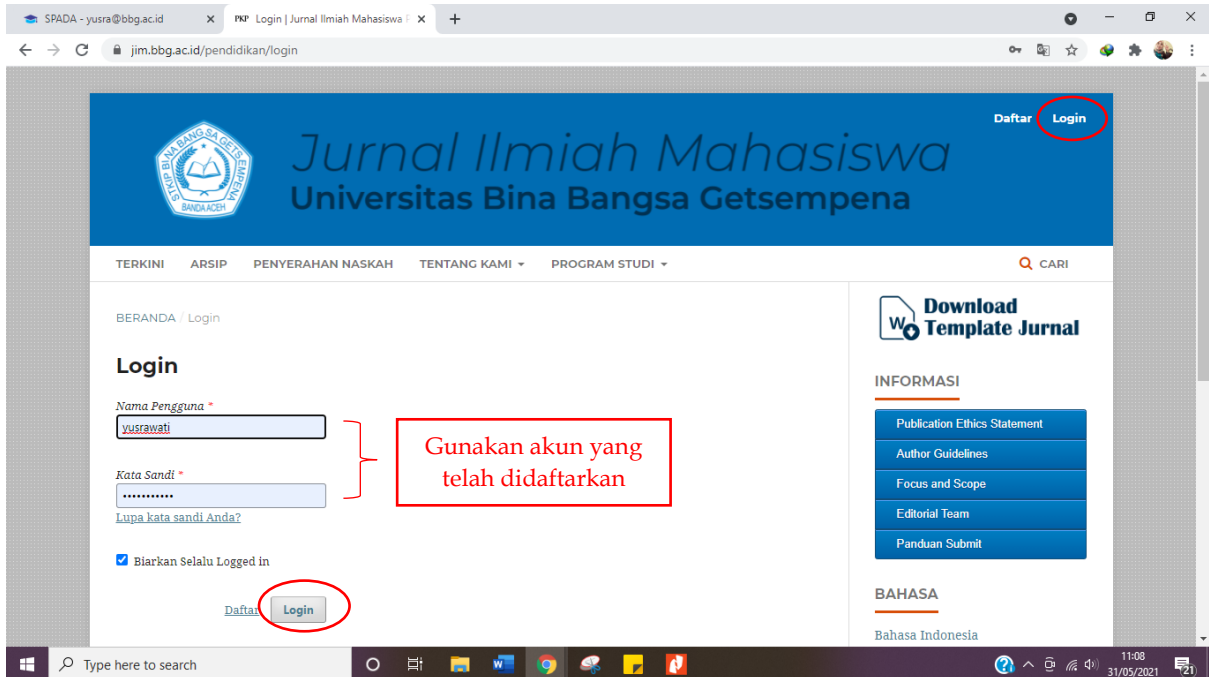 SPADA - yusra@bbg.ac.id
PKP Login | Jurnal Ilmiah Mahasiswa P
jim.bbg.ac.id/pendidikan/login
Daftar Login
STKIP BINA BANGSA GETSEMPENA
BANDA ACEH
Jurnal Ilmiah Mahasiswa
Universitas Bina Bangsa Getsempena
TERKINI ARSIP PENYERAHAN NASKAH TENTANG KAMI PROGRAM STUDI CARI
BERANDA / Login
Login
Nama Pengguna *
yusrawati
Kata Sandi *
•••••••••••
Lupa kata sandi Anda?
Biarkan Selalu Logged in
Daftar Login
Gunakan akun yang
telah didaftarkan
W Download
Template Jurnal
INFORMASI
Publication Ethics Statement
Author Guidelines
Focus and Scope
Editorial Team
Panduan Submit
BAHASA
Bahasa Indonesia
Type here to search
11:08
31/05/2021
21